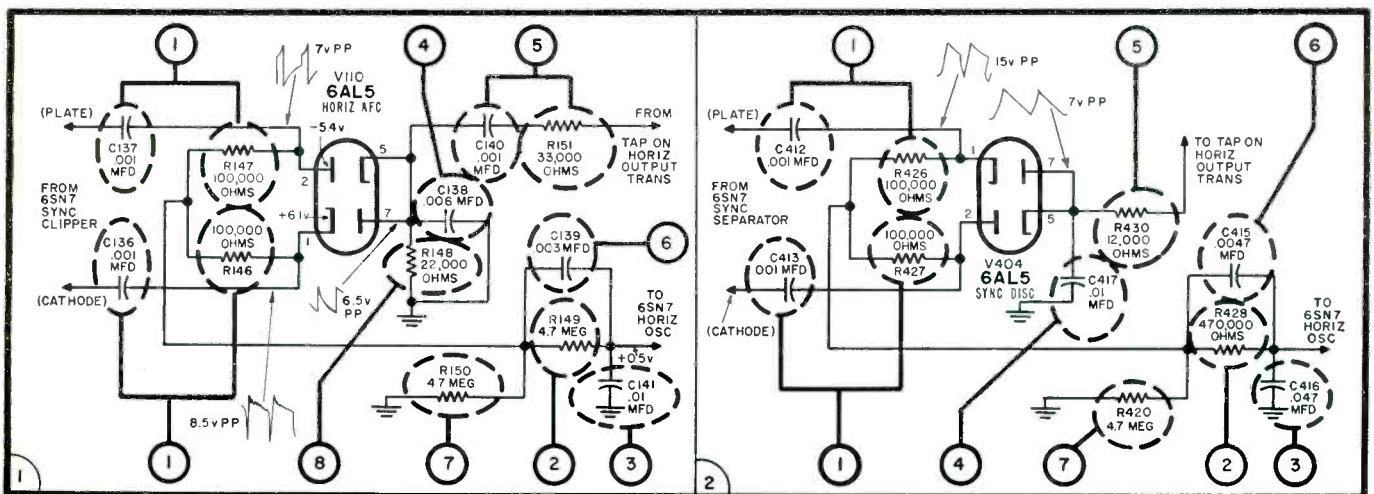 1
4
5
7v PP
V110
6AL5
HORIZ AFC
(PLATE)
-5.4v
C137
.001
MFD
R147
100,000
OHMS
2
5
C140
.001
MFD
R151
33,000
OHMS
FROM
TAP ON
HORIZ
OUTPUT
TRANS
FROM
6SN7
SYNC
CLIPPER
C138
.006 MFD
+6.1v
7
1
100,000
OHMS
R146
C136
.001
MFD
(CATHODE)
R148
22,000
OHMS
C139
.003MFD
6
6.5v
PP
TO
6SN7
HORIZ
OSC
R149
4.7 MEG
+0.5v
R150
4.7 MEG
C141
.01
MFD
8.5v PP
1
8
7
2
3
1
1
15v PP
5
6
7v PP
(PLATE)
C412
.001 MFD
R426
100,000
OHMS
1
7
TO TAP ON
HORIZ
OUTPUT
TRANS
FROM
6SN7
SYNC
SEPARATOR
2
5
R430
12,000
OHMS
100,000
OHMS
R427
C413
.001 MFD
V404
6AL5
SYNC DISC
C417
.01
MFD
C415
.0047
MFD
(CATHODE)
TO
6SN7
HORIZ
OSC
R428
470,000
OHMS
R420
4.7 MEG
C416
.047
MFD
1
4
7
2
3
2